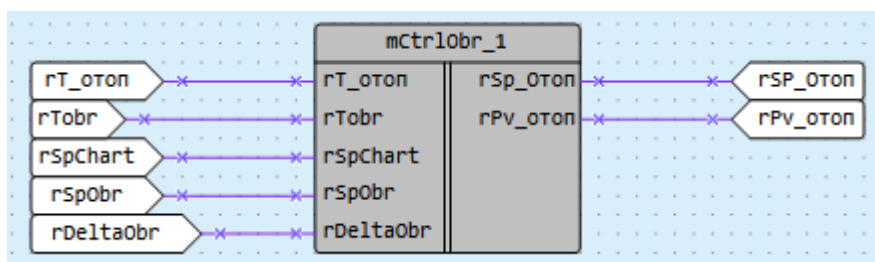 mCtrlObr_1
rT_отоп rT_отоп rSp_Отоп rSP_Отоп
rTobr rTobr rPv_отоп rPv_отоп
rSpChart rSpChart
rSpObr rSpObr
rDeltaObr rDeltaObr